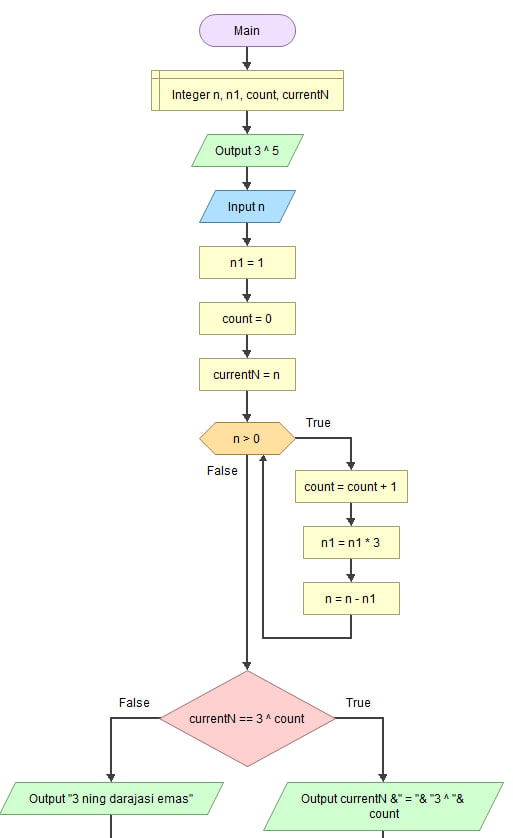 Main
Integer n, n1, count, currentN
Output 3 ^ 5
Input n
n1 = 1
count = 0
currentN = n
n > 0
True
False
count = count + 1
n1 = n1 * 3
n = n - n1
currentN == 3 ^ count
False
True
Output "3 ning darajasi emas"
Output currentN &" = "& "3 ^ "&
count